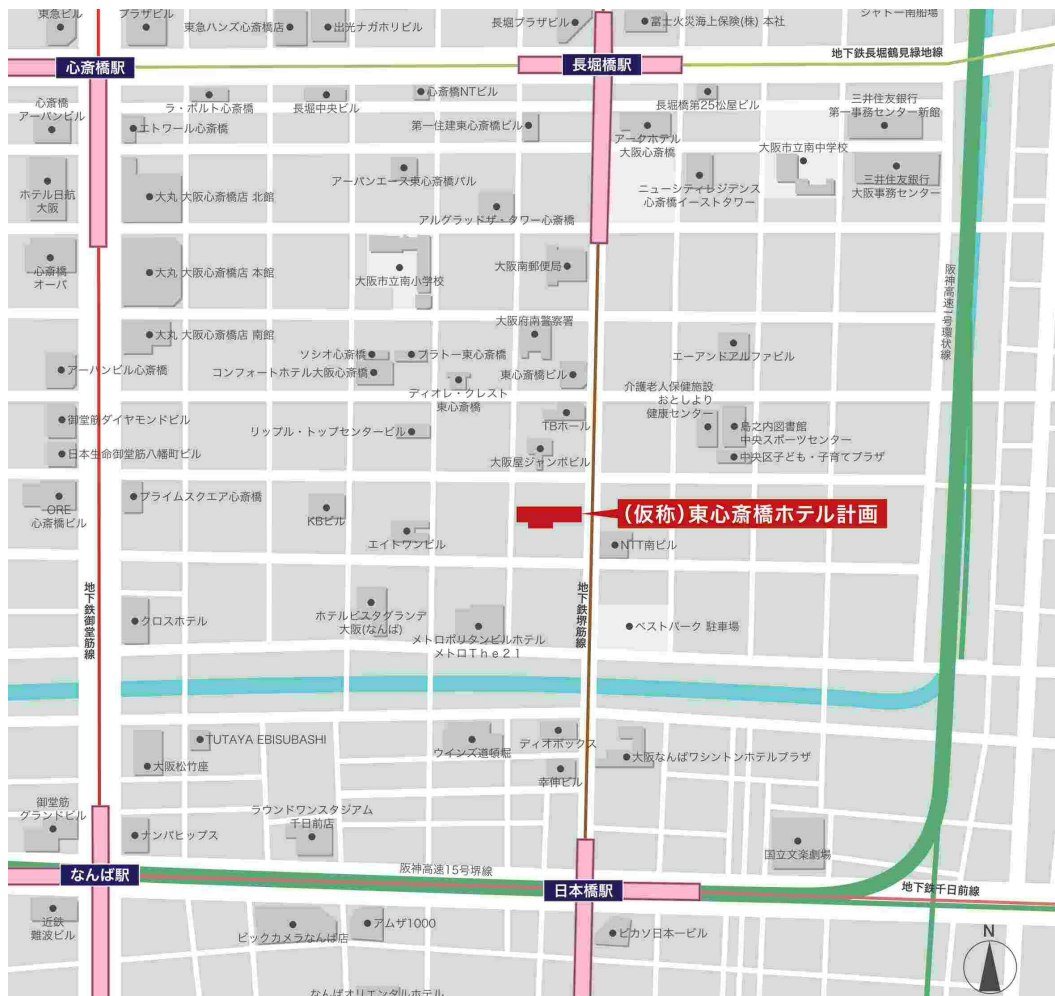 東急ビル
プラザビル
東急ハンズ心斎橋店
出光ナガホリビル
長堀プラザビル
富士火災海上保険(株) 本社
シャトー南船場
地下鉄長堀鶴見緑地線
心斎橋駅
長堀橋駅
心斎橋
アーバンビル
ラ・ポルト心斎橋
長堀中央ビル
心斎橋NTビル
長堀橋第25松屋ビル
三井住友銀行
第一事務センター新館
エトワール心斎橋
第一住建東心斎橋ビル
アークホテル
大阪心斎橋
大阪市立南中学校
ホテル日航
大阪
大丸 大阪心斎橋店 北館
アーバンエース東心斎橋パル
アルグラッドザ・タワー心斎橋
ニューシティレジデンス
心斎橋イーストタワー
三井住友銀行
大阪事務センター
心斎橋
オーパ
大丸 大阪心斎橋店 本館
大阪市立南小学校
大阪南郵便局
阪神高速1号環状線
大丸 大阪心斎橋店 南館
大阪府南警察署
エーアンドアルファビル
アーバンビル心斎橋
ソシオ心斎橋
プラトー東心斎橋
コンフォートホテル大阪心斎橋
ディオレ・クレスト
東心斎橋
東心斎橋ビル
介護老人保健施設
おとしより
健康センター
御堂筋ダイヤモンドビル
リップル・トップセンタービル
TBホール
島之内図書館
中央スポーツセンター
日本生命御堂筋八幡町ビル
大阪屋ジャンボビル
中央区子ども・子育てプラザ
ORE
心斎橋ビル
プライムスクエア心斎橋
KBビル
エイトワンビル
(仮称)東心斎橋ホテル計画
NTT南ビル
地下鉄御堂筋線
地下鉄堺筋線
クロスホテル
ホテルビスタグランデ
大阪(なんば)
メトロポリタンビルホテル
メトロThe21
ベストパーク 駐車場
TUTAYA EBISUBASHI
大阪松竹座
ウインズ道頓堀
ディオボックス
大阪なんばワシントンホテルプラザ
幸伸ビル
御堂筋
グランドビル
ナンバヒップス
ラウンドワンスタジアム
千日前店
国立文楽劇場
なんば駅
阪神高速15号堺線
日本橋駅
地下鉄千日前線
近鉄
難波ビル
ビックカメラなんば店
アムザ1000
ピカソ日本一ビル
N
なんばオリエンタルホテル